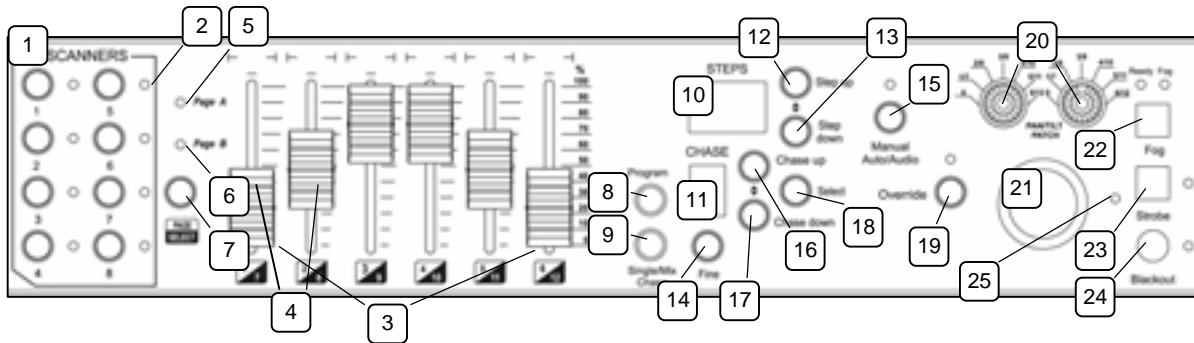 1
2
5
12
13
20
SCANNERS
1
5
2
6
3
7
4
8
Page A
Page B
6
7
PAGE
SELECT
4
3
%
100
90
80
70
60
50
40
30
20
10
0
Program
8
9
Single/Mix
Chase
STEPS
10
CHASE
11
Fine
14
Step up
Step
down
Chase up
Select
Chase down
17
16
18
15
Manual
Auto/Audio
Override
19
PAN/TILT
PATCH
21
25
Ready Fog
22
Fog
Strobe
23
24
Blackout